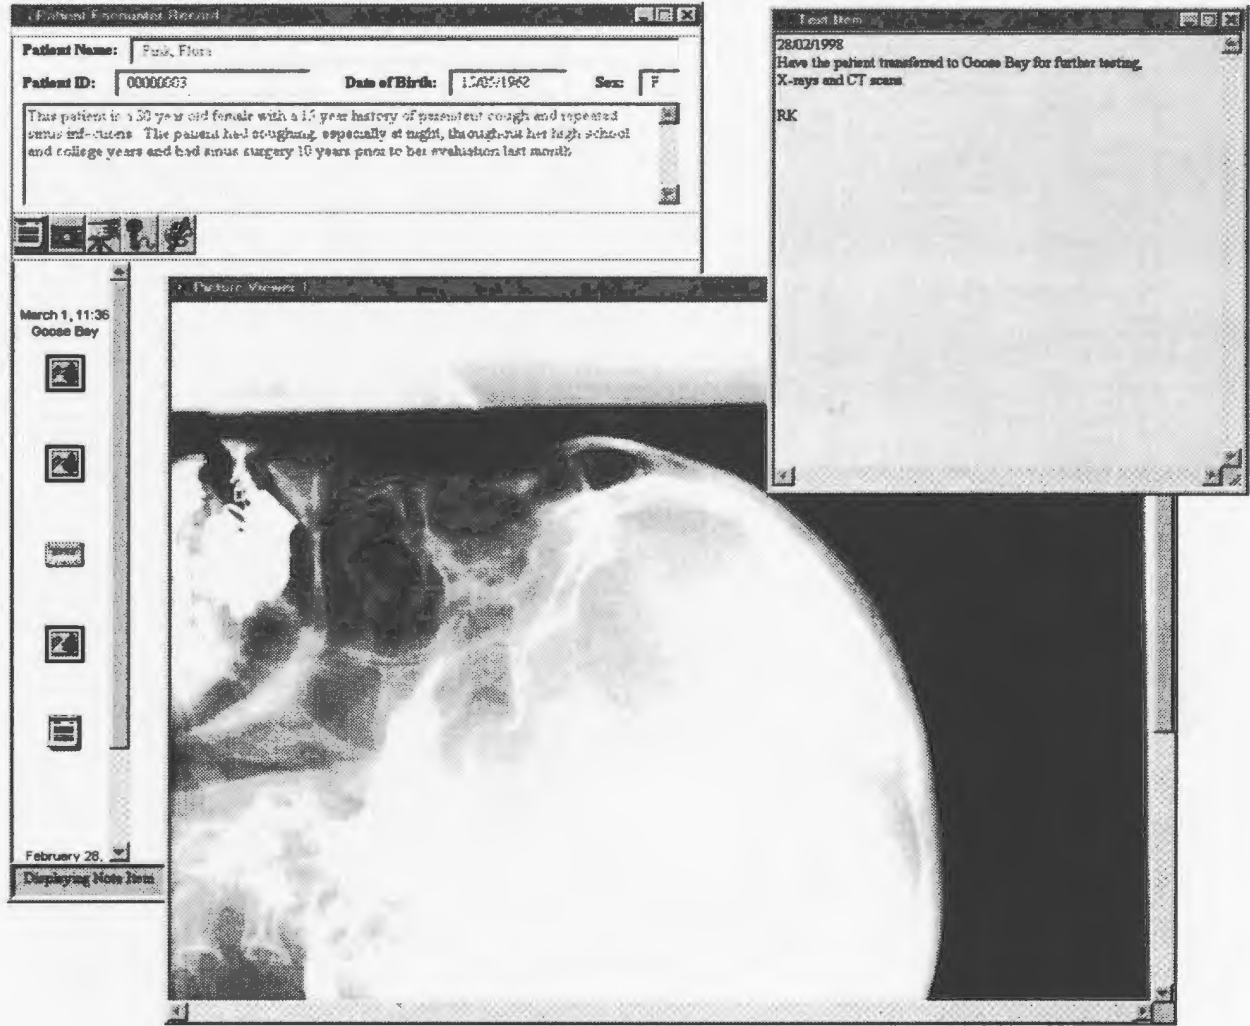 Patient Encounter Record
Patient Name: Pink, Flora
Patient ID: 00000003 Date of Birth: /1962 Sex: F
This patient is a 30 year old female with a 15 year history of persistent cough and repeated
sinus infections. The patient had coughing, especially at night, throughout her high school
and college years and had sinus surgery 10 years prior to her evaluation last month
March 1, 11:36
Goose Bay
February 28,
Displaying Note Item
Picture Viewer 1
Text Item
28/02/1998
Have the patient transferred to Goose Bay for further testing,
X-rays and CT scans
RK